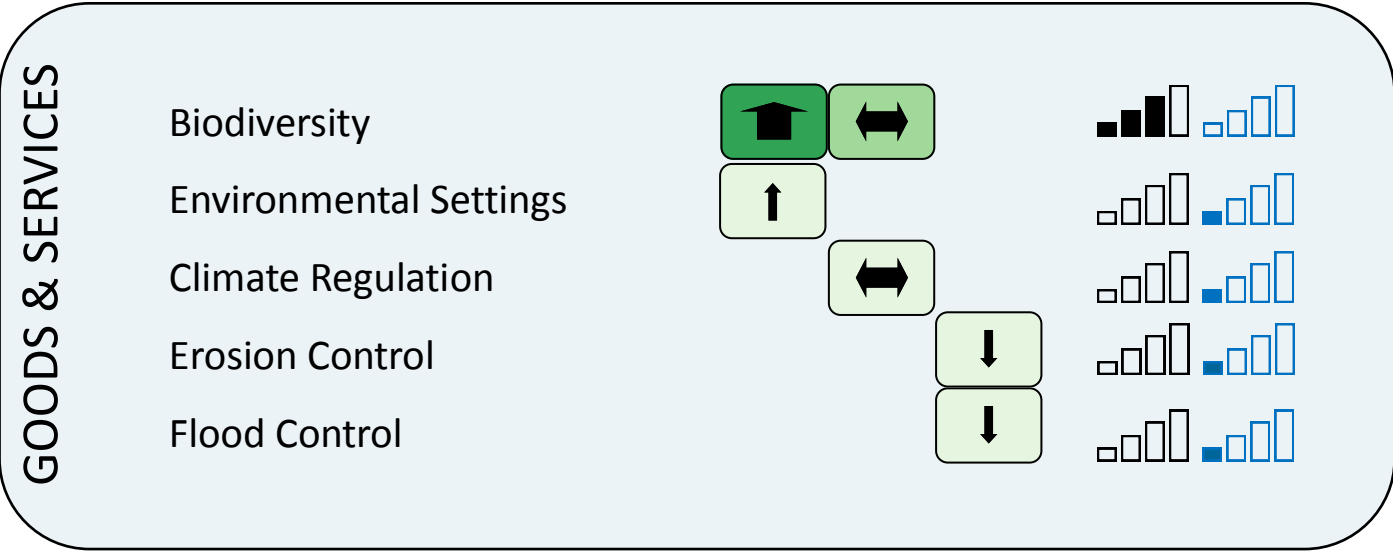 GOODS & SERVICES
Biodiversity
Environmental Settings
Climate Regulation
Erosion Control
Flood Control